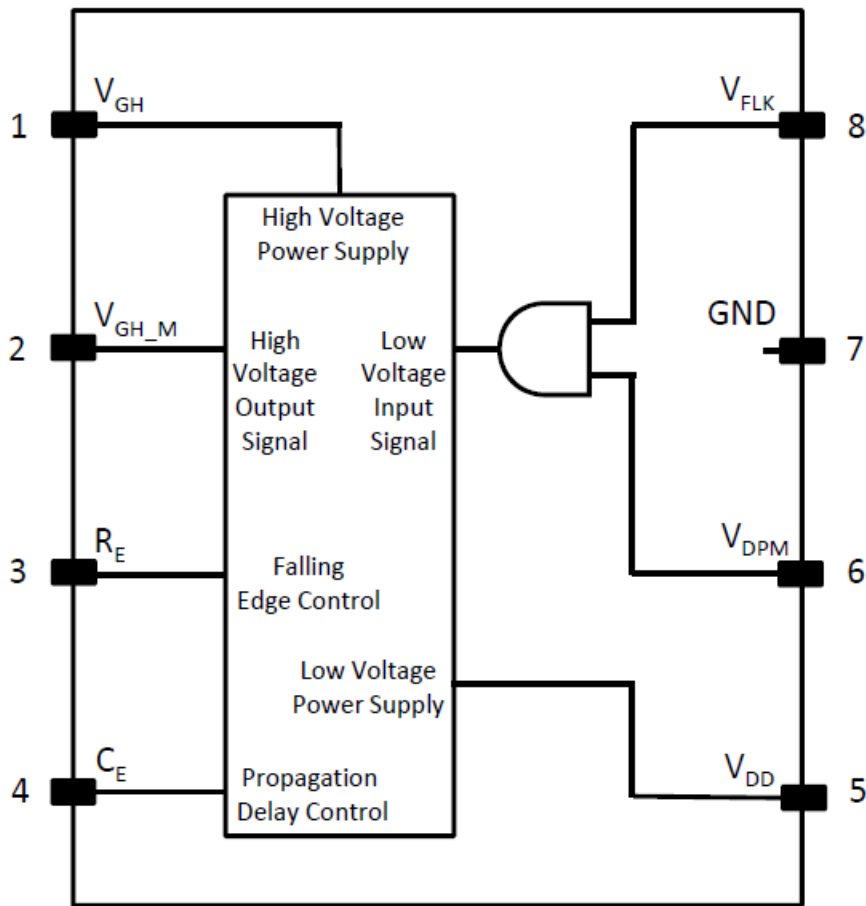 1
V_GH
V_FLK
8
High Voltage
Power Supply
2
V_GH_M
High
Voltage
Output
Signal
Low
Voltage
Input
Signal
GND
7
3
R_E
Falling
Edge Control
V_DPM
6
Low Voltage
Power Supply
4
C_E
Propagation
Delay Control
V_DD
5